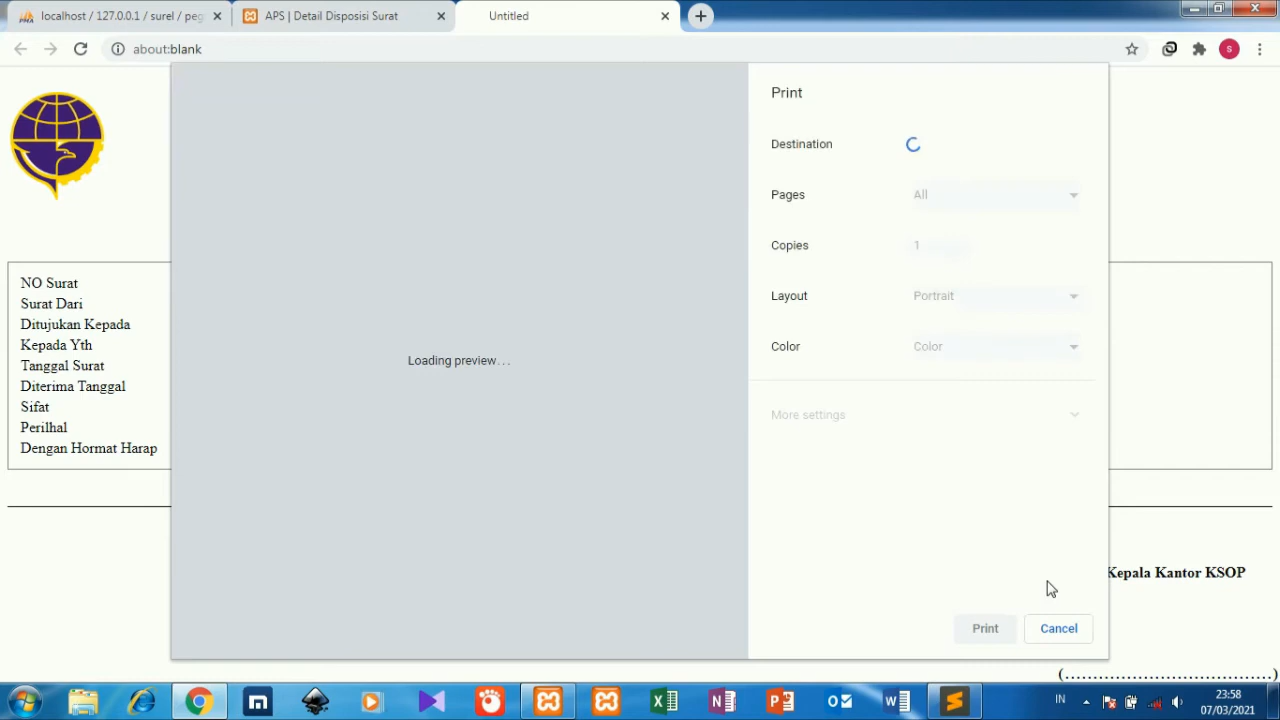 localhost / 127.0.0.1 / surel / peg
APS | Detail Disposisi Surat
Untitled
about:blank
S
Print
Destination
Pages All
Copies 1
Layout Portrait
Color Color
More settings
Loading preview...
Print Cancel
NO Surat
Surat Dari
Ditujukan Kepada
Kepada Yth
Tanggal Surat
Diterima Tanggal
Sifat
Perilhal
Dengan Hormat Harap
Kepala Kantor KSOP
(..................................)
IN
23:58
07/03/2021